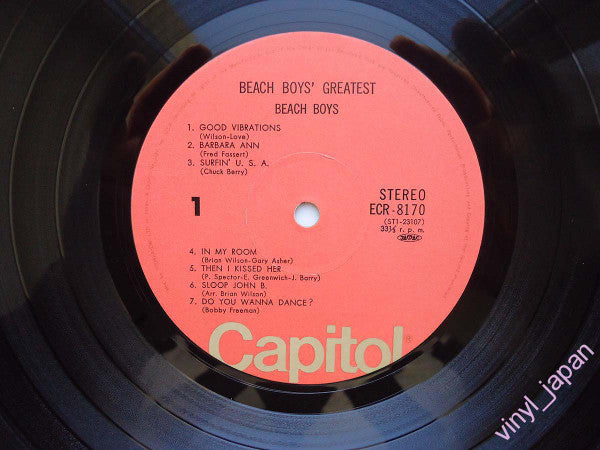 BEACH BOYS' GREATEST
BEACH BOYS
1. GOOD VIBRATIONS
(Wilson-Love)
2. BARBARA ANN
(Fred Fassert)
3. SURFIN' U. S. A.
(Chuck Berry)
1
STEREO
ECR-8170
(ST1-23107)
33⅓ r. p. m.
4. IN MY ROOM
(Brian Wilson-Gary Asher)
5. THEN I KISSED HER
(P. Spector-E. Greenwich-J. Barry)
6. SLOOP JOHN B.
(Arr. Brian Wilson)
7. DO YOU WANNA DANCE?
(Bobby Freeman)
Capitol®
vinyl_japan